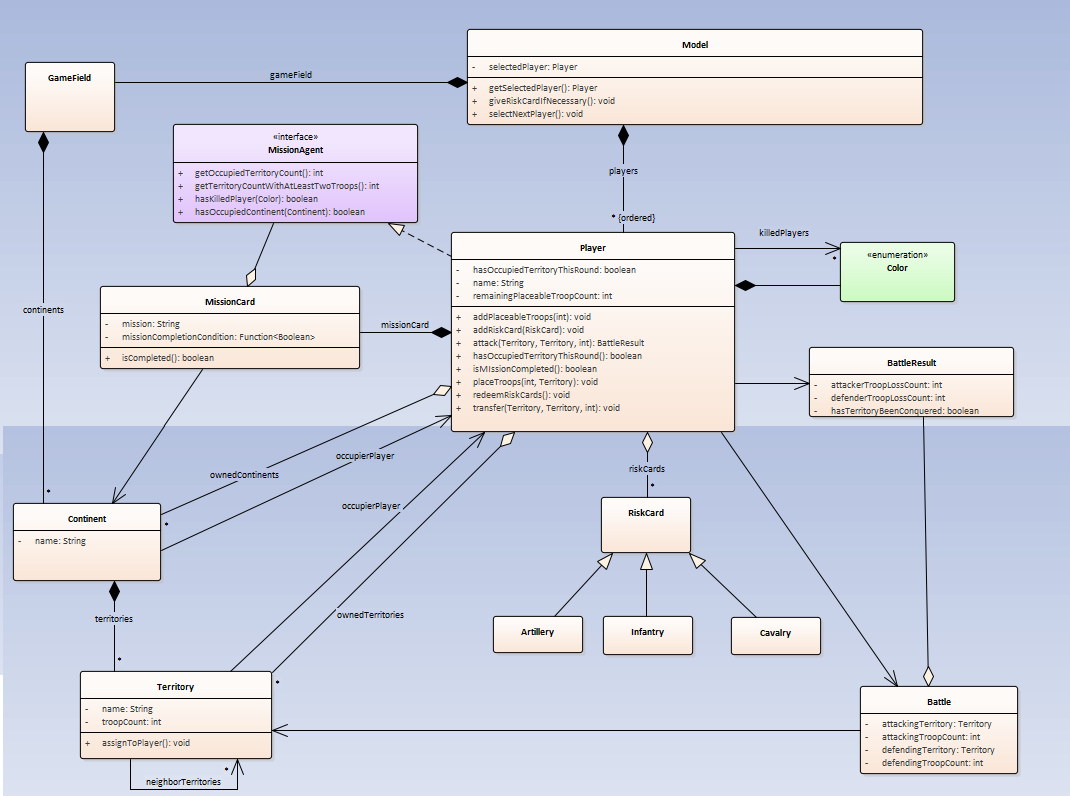 Model
- selectedPlayer: Player
+ getSelectedPlayer(): Player
+ giveRiskCardIfNecessary(): void
+ selectNextPlayer(): void
GameField
gameField
«interface»
MissionAgent
+ getOccupiedTerritoryCount(): int
+ getTerritoryCountWithAtLeastTwoTroops(): int
+ hasKilledPlayer(Color): boolean
+ hasOccupiedContinent(Continent): boolean
players
* {ordered}
Player
- hasOccupiedTerritoryThisRound: boolean
- name: String
- remainingPlaceableTroopCount: int
+ addPlaceableTroops(int): void
+ addRiskCard(RiskCard): void
+ attack(Territory, Territory, int): BattleResult
+ hasOccupiedTerritoryThisRound(): boolean
+ isMIssionCompleted(): boolean
+ placeTroops(int, Territory): void
+ redeemRiskCards(): void
+ transfer(Territory, Territory, int): void
killedPlayers
*
«enumeration»
Color
MissionCard
- mission: String
- missionCompletionCondition: Function<Boolean>
+ isCompleted(): boolean
missionCard
continents
*
BattleResult
- attackerTroopLossCount: int
- defenderTroopLossCount: int
- hasTerritoryBeenConquered: boolean
occupierPlayer
ownedContinents
*
riskCards
*
RiskCard
occupierPlayer
Continent
- name: String
territories
*
ownedTerritories
*
Artillery
Infantry
Cavalry
Territory
- name: String
- troopCount: int
+ assignToPlayer(): void
*
neighborTerritories
Battle
- attackingTerritory: Territory
- attackingTroopCount: int
- defendingTerritory: Territory
- defendingTroopCount: int